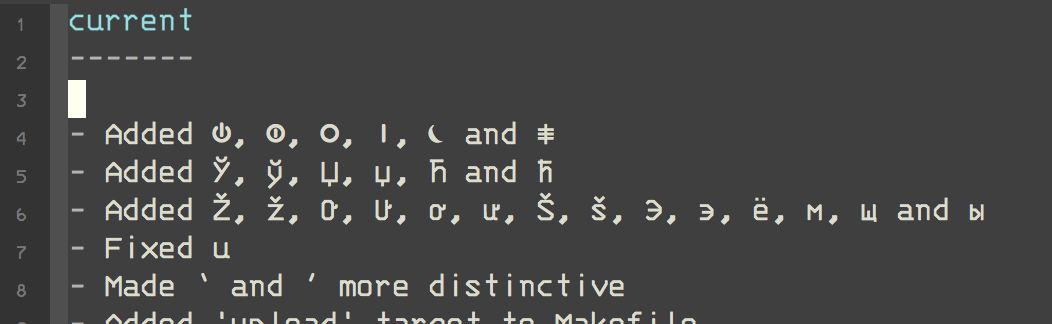 1 current
2 -------
3
4 - Added ⏻, ⏼, ⭘, ⏽, ⏾ and ⋕
5 - Added Ў, ў, Џ, џ, Ћ and ħ
6 - Added Ž, ž, Ơ, Ư, ơ, ư, Š, š, Э, э, ë, м, щ and ы
7 - Fixed u
8 - Made ‵ and ′ more distinctive
- Added 'upload' target to Makefile